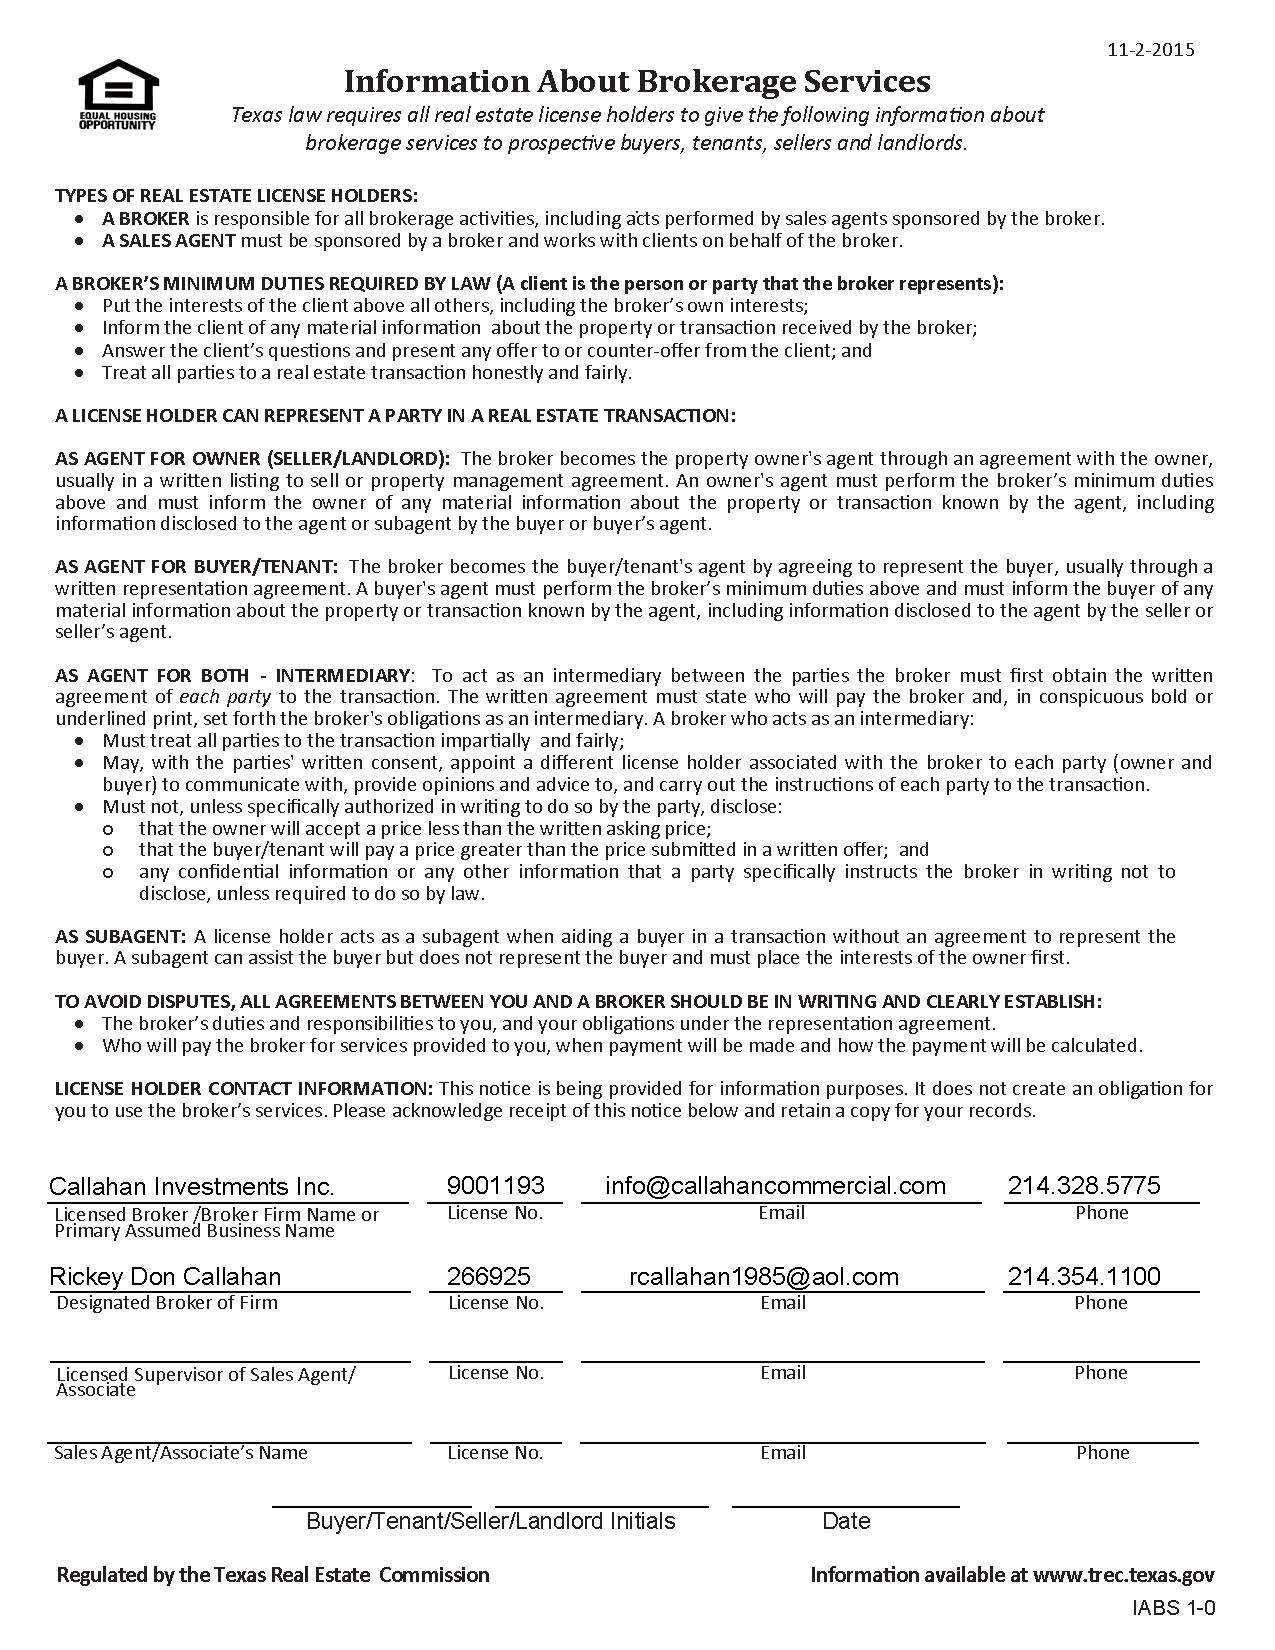 11-2-2015
EQUAL HOUSING
OPPORTUNITY
Information About Brokerage Services
Texas law requires all real estate license holders to give the following information about
brokerage services to prospective buyers, tenants, sellers and landlords.
TYPES OF REAL ESTATE LICENSE HOLDERS:
● A BROKER is responsible for all brokerage activities, including acts performed by sales agents sponsored by the broker.
● A SALES AGENT must be sponsored by a broker and works with clients on behalf of the broker.
A BROKER’S MINIMUM DUTIES REQUIRED BY LAW (A client is the person or party that the broker represents):
● Put the interests of the client above all others, including the broker’s own interests;
● Inform the client of any material information about the property or transaction received by the broker;
● Answer the client’s questions and present any offer to or counter-offer from the client; and
● Treat all parties to a real estate transaction honestly and fairly.
A LICENSE HOLDER CAN REPRESENT A PARTY IN A REAL ESTATE TRANSACTION:
AS AGENT FOR OWNER (SELLER/LANDLORD): The broker becomes the property owner's agent through an agreement with the owner,
usually in a written listing to sell or property management agreement. An owner's agent must perform the broker’s minimum duties
above and must inform the owner of any material information about the property or transaction known by the agent, including
information disclosed to the agent or subagent by the buyer or buyer’s agent.
AS AGENT FOR BUYER/TENANT: The broker becomes the buyer/tenant's agent by agreeing to represent the buyer, usually through a
written representation agreement. A buyer's agent must perform the broker’s minimum duties above and must inform the buyer of any
material information about the property or transaction known by the agent, including information disclosed to the agent by the seller or
seller’s agent.
AS AGENT FOR BOTH - INTERMEDIARY: To act as an intermediary between the parties the broker must first obtain the written
agreement of each party to the transaction. The written agreement must state who will pay the broker and, in conspicuous bold or
underlined print, set forth the broker's obligations as an intermediary. A broker who acts as an intermediary:
● Must treat all parties to the transaction impartially and fairly;
● May, with the parties' written consent, appoint a different license holder associated with the broker to each party (owner and
buyer) to communicate with, provide opinions and advice to, and carry out the instructions of each party to the transaction.
● Must not, unless specifically authorized in writing to do so by the party, disclose:
○ that the owner will accept a price less than the written asking price;
○ that the buyer/tenant will pay a price greater than the price submitted in a written offer; and
○ any confidential information or any other information that a party specifically instructs the broker in writing not to
disclose, unless required to do so by law.
AS SUBAGENT: A license holder acts as a subagent when aiding a buyer in a transaction without an agreement to represent the
buyer. A subagent can assist the buyer but does not represent the buyer and must place the interests of the owner first.
TO AVOID DISPUTES, ALL AGREEMENTS BETWEEN YOU AND A BROKER SHOULD BE IN WRITING AND CLEARLY ESTABLISH:
● The broker’s duties and responsibilities to you, and your obligations under the representation agreement.
● Who will pay the broker for services provided to you, when payment will be made and how the payment will be calculated.
LICENSE HOLDER CONTACT INFORMATION: This notice is being provided for information purposes. It does not create an obligation for
you to use the broker’s services. Please acknowledge receipt of this notice below and retain a copy for your records.
Callahan Investments Inc. 9001193 info@callahancommercial.com 214.328.5775
Licensed Broker /Broker Firm Name or License No. Email Phone
Primary Assumed Business Name
Rickey Don Callahan 266925 rcallahan1985@aol.com 214.354.1100
Designated Broker of Firm License No. Email Phone
Licensed Supervisor of Sales Agent/ License No. Email Phone
Associate
Sales Agent/Associate’s Name License No. Email Phone
Buyer/Tenant/Seller/Landlord Initials Date
Regulated by the Texas Real Estate Commission Information available at www.trec.texas.gov
IABS 1-0